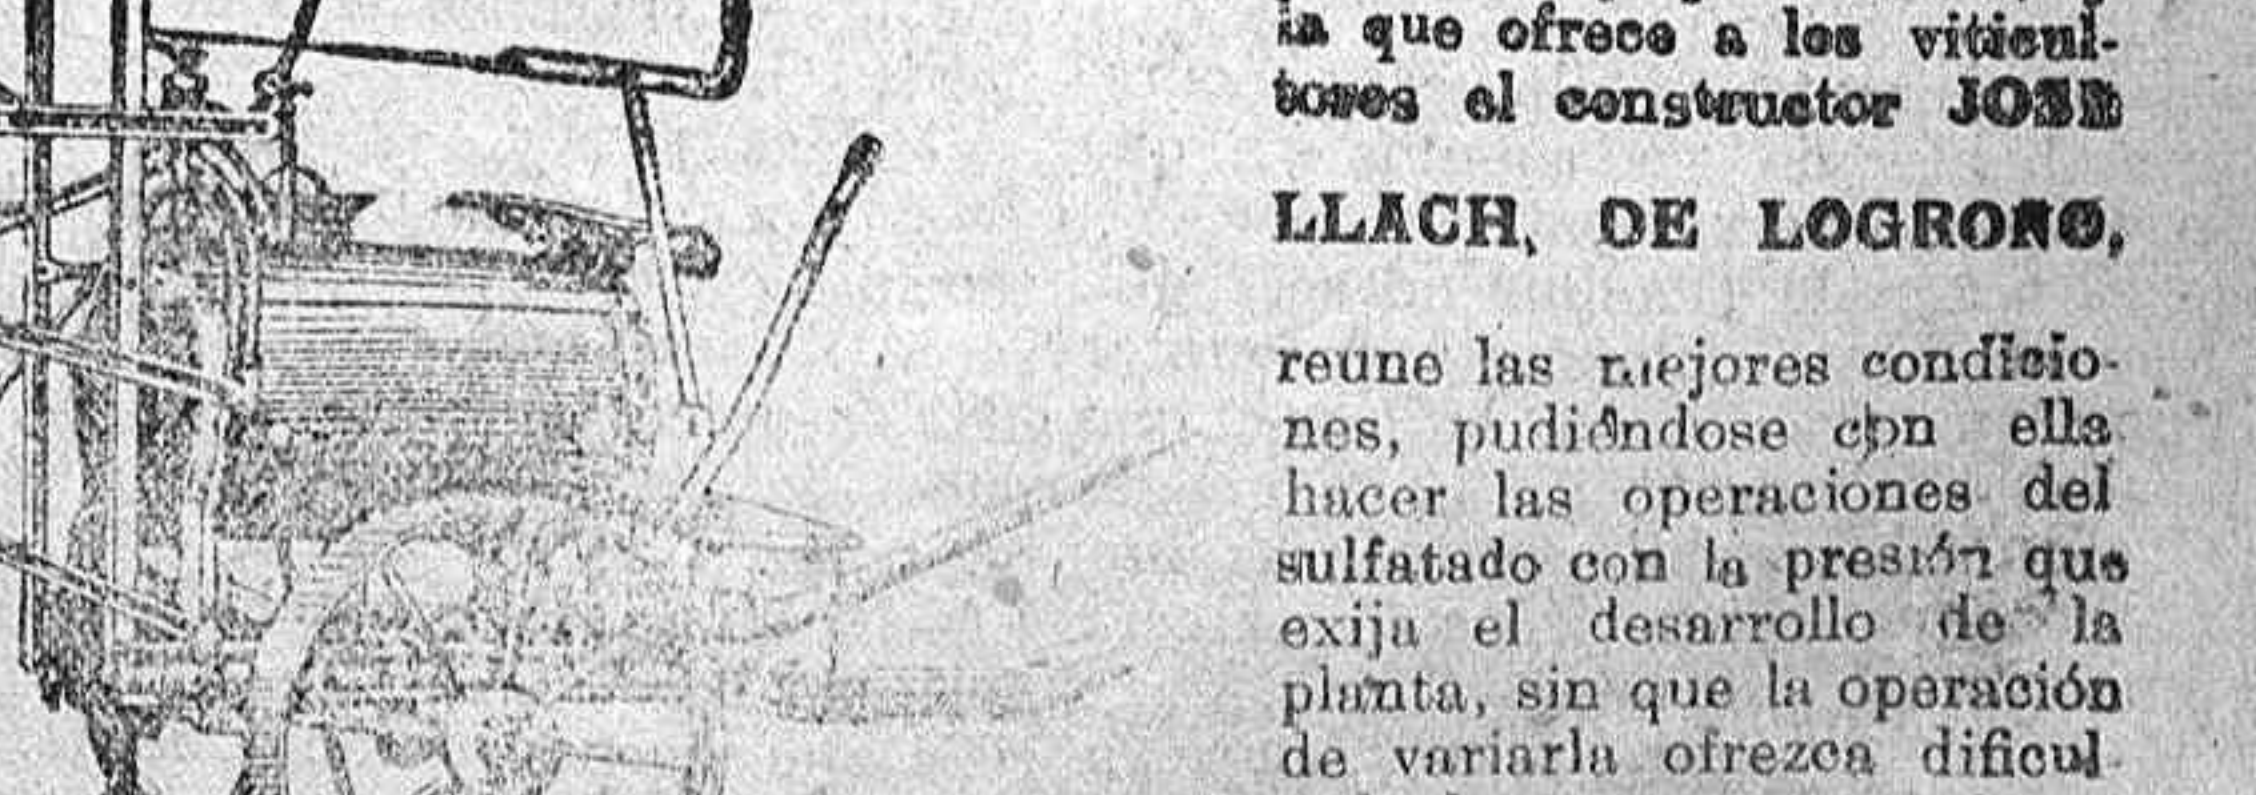 que ofrece a los viticul-
tores el constructor JOSE
LLACH, DE LOGROÑO,
reune las mejores condicio-
nes, pudiéndose con ella
hacer las operaciones del
sulfatado con la presión que
exija el desarrollo de la
planta, sin que la operación
de variarla ofrezca dificul-